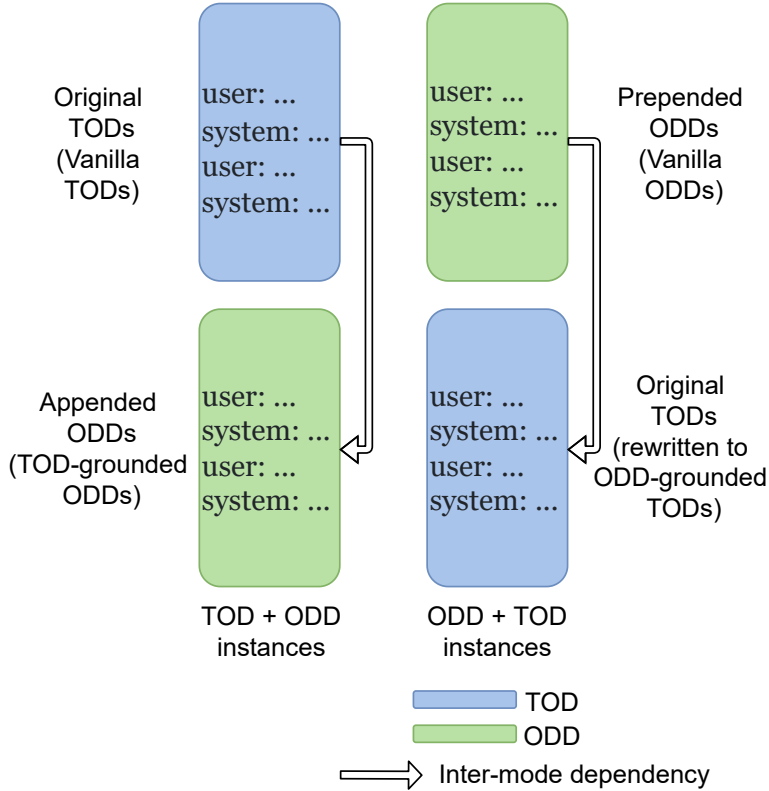 Original
TODs
(Vanilla
TODs)
user: ...
system: ...
user: ...
system: ...
user: ...
system: ...
user: ...
system: ...
Prepended
ODDs
(Vanilla
ODDs)
Appended
ODDs
(TOD-grounded
ODDs)
user: ...
system: ...
user: ...
system: ...
user: ...
system: ...
user: ...
system: ...
Original
TODs
(rewritten to
ODD-grounded
TODs)
TOD + ODD
instances
ODD + TOD
instances
TOD
ODD
Inter-mode dependency